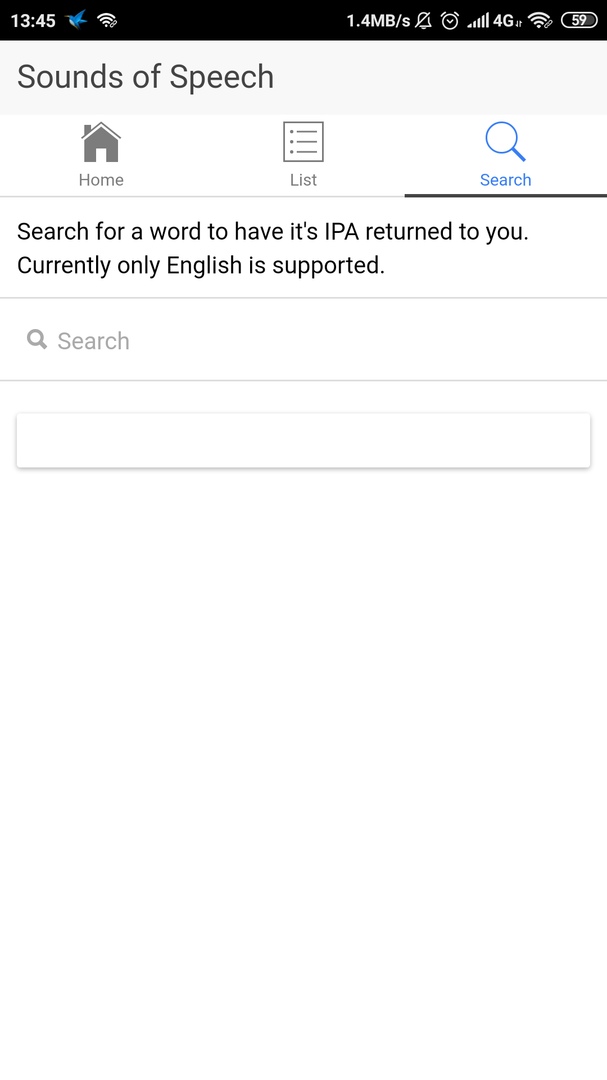 13:45 1.4MB/s 4G 59
Sounds of Speech
Home List Search
Search for a word to have it's IPA returned to you.
Currently only English is supported.
Search